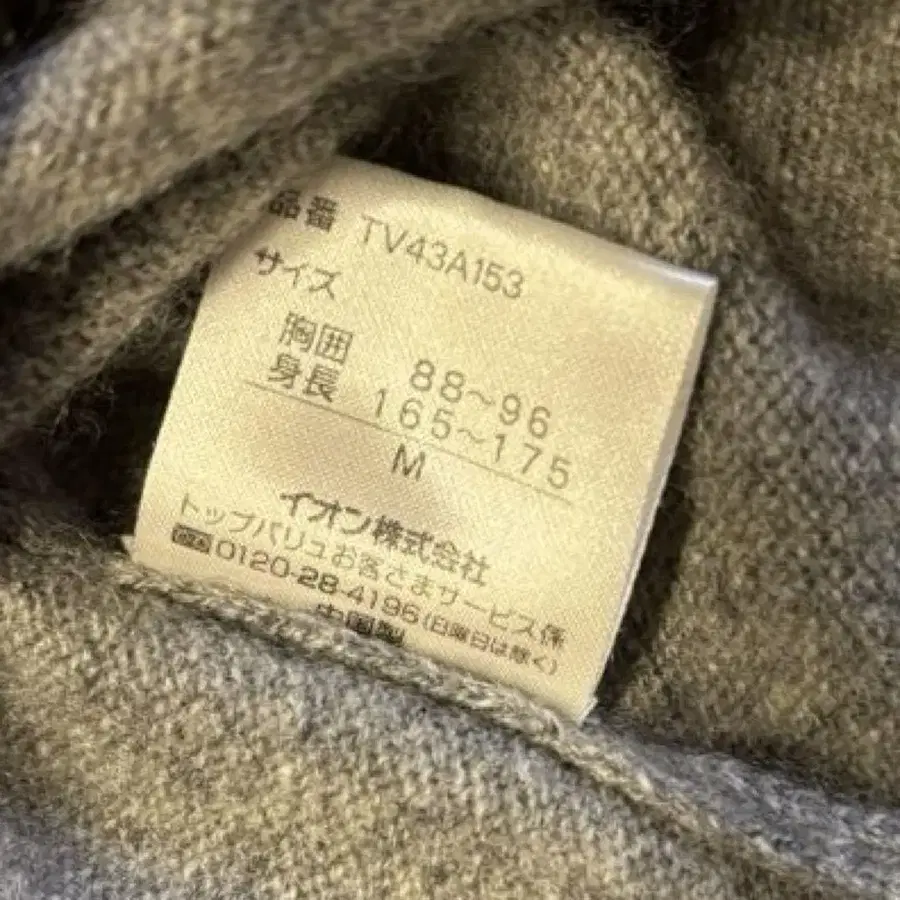 品番 TV43A153
サイズ
胸囲 88～96
身長 165～175
M
イオン株式会社
トップバリュお客さまサービス係
0120-28-4196(日曜日は除く)
中国製